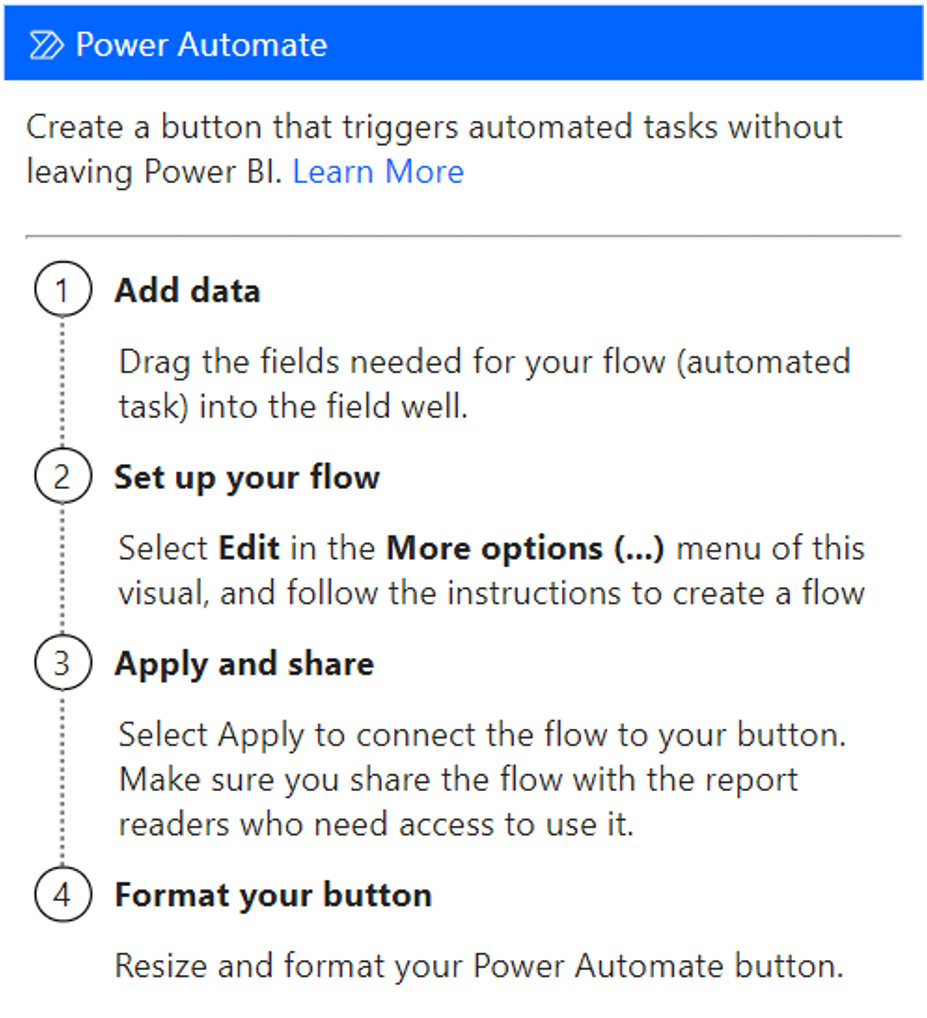 Power Automate
Create a button that triggers automated tasks without
leaving Power BI. Learn More
1 Add data
Drag the fields needed for your flow (automated
task) into the field well.
2 Set up your flow
Select Edit in the More options (...) menu of this
visual, and follow the instructions to create a flow
3 Apply and share
Select Apply to connect the flow to your button.
Make sure you share the flow with the report
readers who need access to use it.
4 Format your button
Resize and format your Power Automate button.